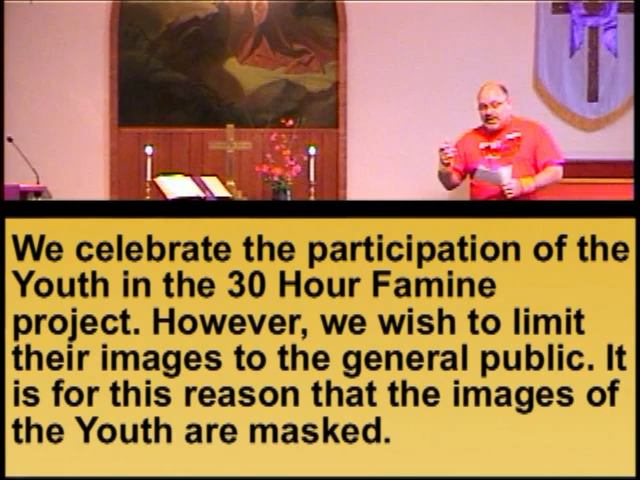 We celebrate the participation of the
Youth in the 30 Hour Famine
project. However, we wish to limit
their images to the general public. It
is for this reason that the images of
the Youth are masked.